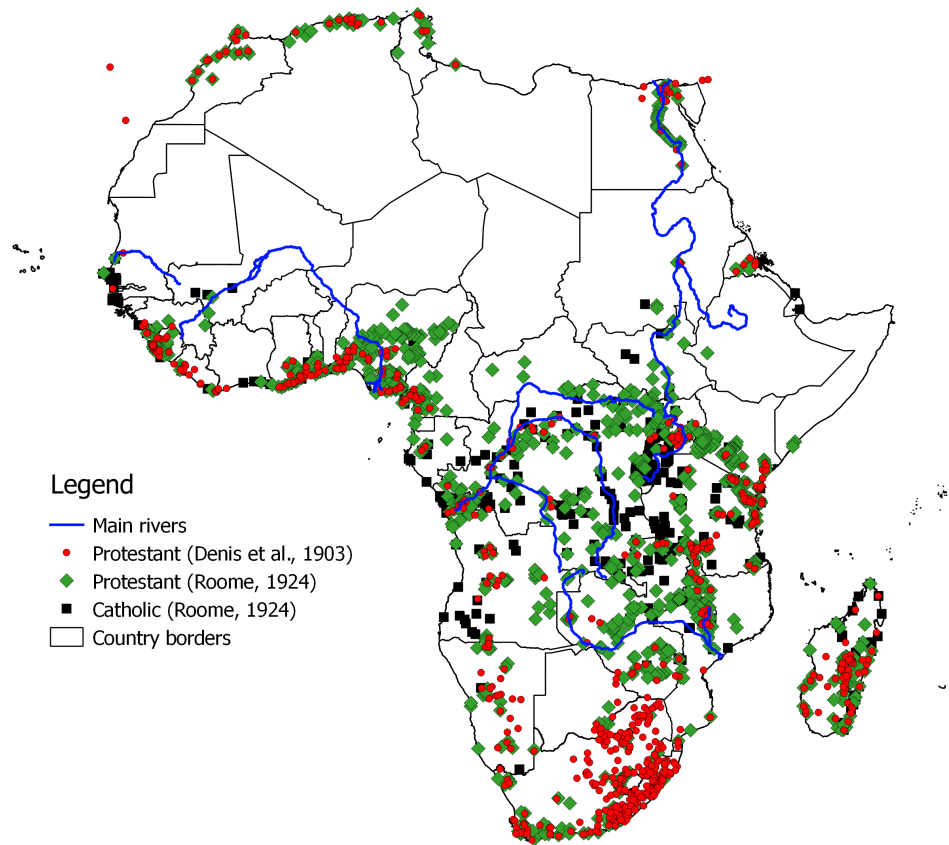 Legend
Main rivers
Protestant (Denis et al., 1903)
Protestant (Roome, 1924)
Catholic (Roome, 1924)
Country borders